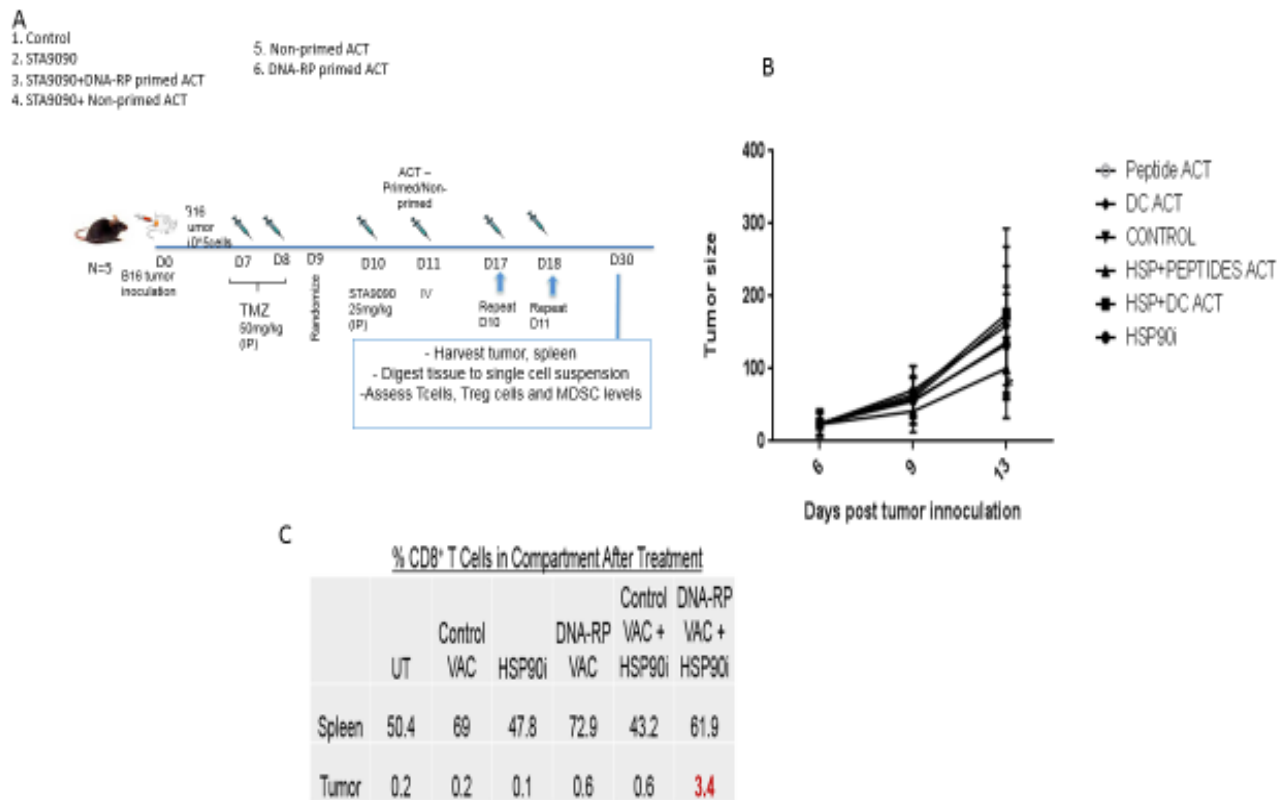 A
1. Control
2. STA9090
3. STA9090+DNA-RP primed ACT
4. STA9090+ Non-primed ACT
5. Non-primed ACT
6. DNA-RP primed ACT
ACT –
Primed/Non-
primed
N=5
B16 tumor
inoculation
D0
D7
D8
D9
D10
D11
D17
D18
D30
TMZ
50mg/kg
(IP)
Randomize
STA9090
25mg/kg
(IP)
IV
Repeat
D10
Repeat
D11
- Harvest tumor, spleen
- Digest tissue to single cell suspension
-Assess Tcells, Treg cells and MDSC levels
B
400
300
200
100
0
Tumor size
6
9
13
Days post tumor innoculation
Peptide ACT
DC ACT
CONTROL
HSP+PEPTIDES ACT
HSP+DC ACT
HSP90i
C
% CD8⁺ T Cells in Compartment After Treatment
UT
Control
VAC
HSP90i
DNA-RP
VAC
Control
VAC +
HSP90i
DNA-RP
VAC +
HSP90i
Spleen 50.4 69 47.8 72.9 43.2 61.9
Tumor 0.2 0.2 0.1 0.6 0.6 3.4